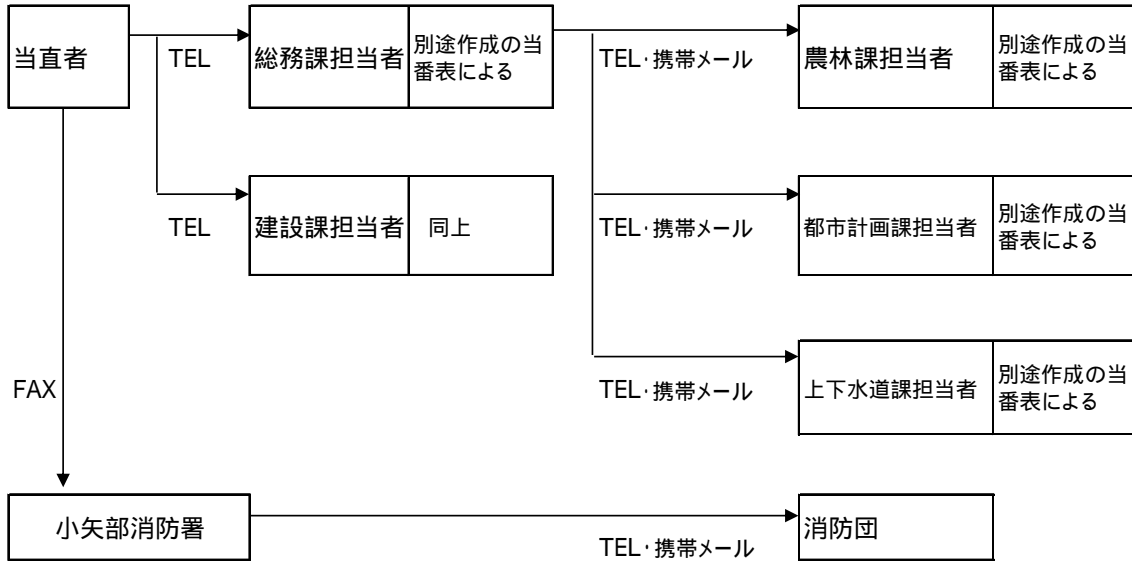 当直者
TEL
総務課担当者
別途作成の当
番表による
TEL・携帯メール
農林課担当者
別途作成の当
番表による
TEL
建設課担当者
同上
TEL・携帯メール
都市計画課担当者
別途作成の当
番表による
FAX
TEL・携帯メール
上下水道課担当者
別途作成の当
番表による
小矢部消防署
TEL・携帯メール
消防団